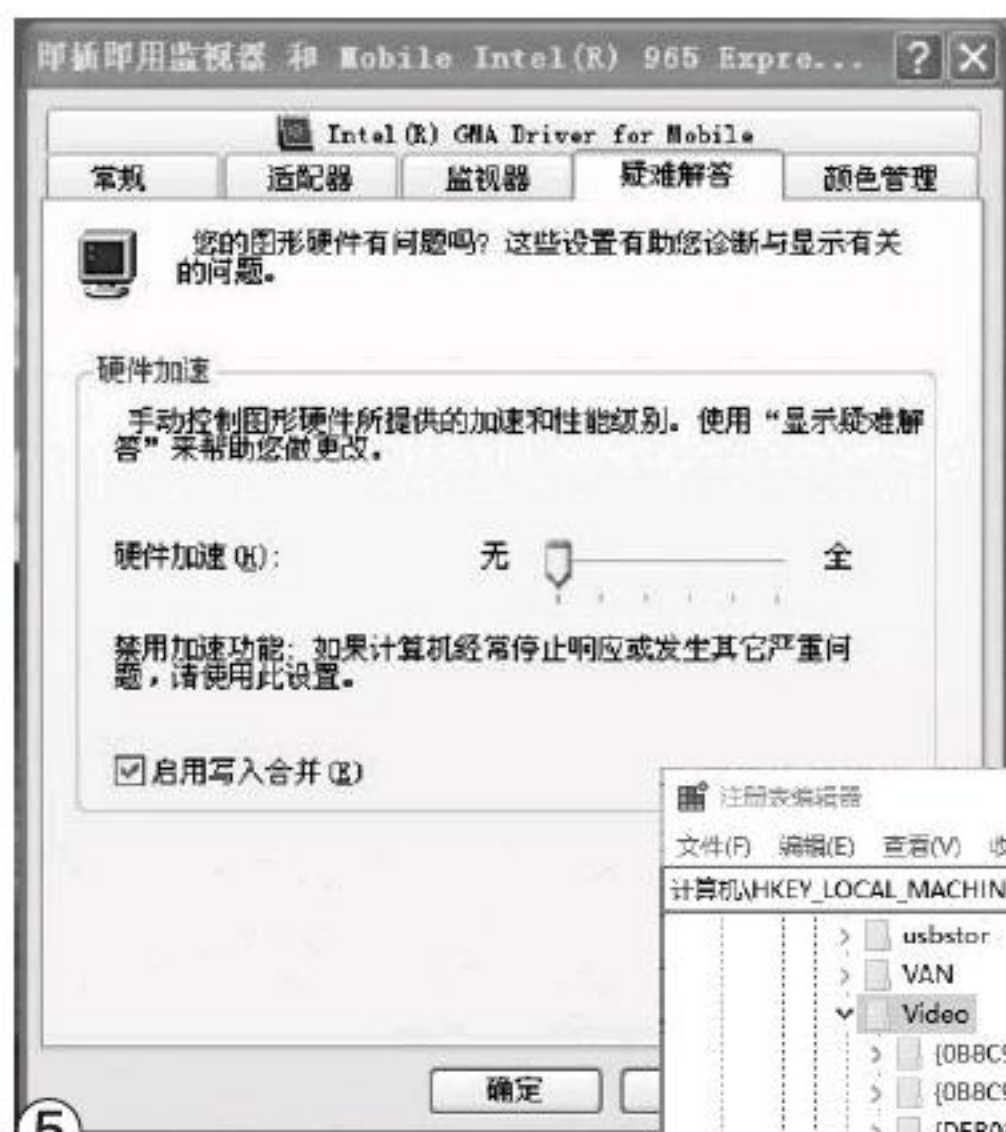 即插即用监视器 和 Mobile Intel(R) 965 Expre...
Intel(R) GMA Driver for Mobile
常规 适配器 监视器 疑难解答 颜色管理
您的图形硬件有问题吗？这些设置有助您诊断与显示有关
的问题。
硬件加速
手动控制图形硬件所提供的加速和性能级别。使用“显示疑难解
答”来帮助您做更改。
硬件加速(H)： 无 全
禁用加速功能：如果计算机经常停止响应或发生其它严重问
题，请使用此设置。
启用写入合并(E)
确定
注册表编辑器
文件(F) 编辑(E) 查看(V) 收
计算机\HKEY_LOCAL_MACHIN
usbstor
VAN
Video
{0B8C9
{0B8C9
⑤